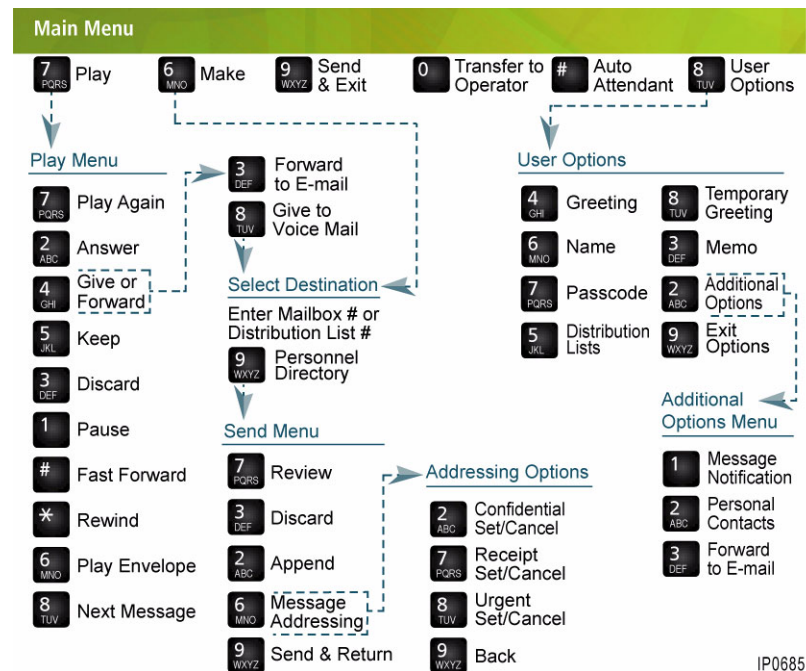 Main Menu
7 PQRS Play
6 MNO Make
9 WXYZ Send & Exit
0 Transfer to Operator
# Auto Attendant
8 TUV User Options
Play Menu
7 PQRS Play Again
2 ABC Answer
4 GHI Give or Forward
5 JKL Keep
3 DEF Discard
1 Pause
# Fast Forward
* Rewind
6 MNO Play Envelope
8 TUV Next Message
3 DEF Forward to E-mail
8 TUV Give to Voice Mail
Select Destination
Enter Mailbox # or
Distribution List #
9 WXYZ Personnel Directory
Send Menu
7 PQRS Review
3 DEF Discard
2 ABC Append
6 MNO Message Addressing
9 WXYZ Send & Return
Addressing Options
2 ABC Confidential Set/Cancel
7 PQRS Receipt Set/Cancel
8 TUV Urgent Set/Cancel
9 WXYZ Back
User Options
4 GHI Greeting
6 MNO Name
7 PQRS Passcode
5 JKL Distribution Lists
8 TUV Temporary Greeting
3 DEF Memo
2 ABC Additional Options
9 WXYZ Exit Options
Additional
Options Menu
1 Message Notification
2 ABC Personal Contacts
3 DEF Forward to E-mail
IP0685